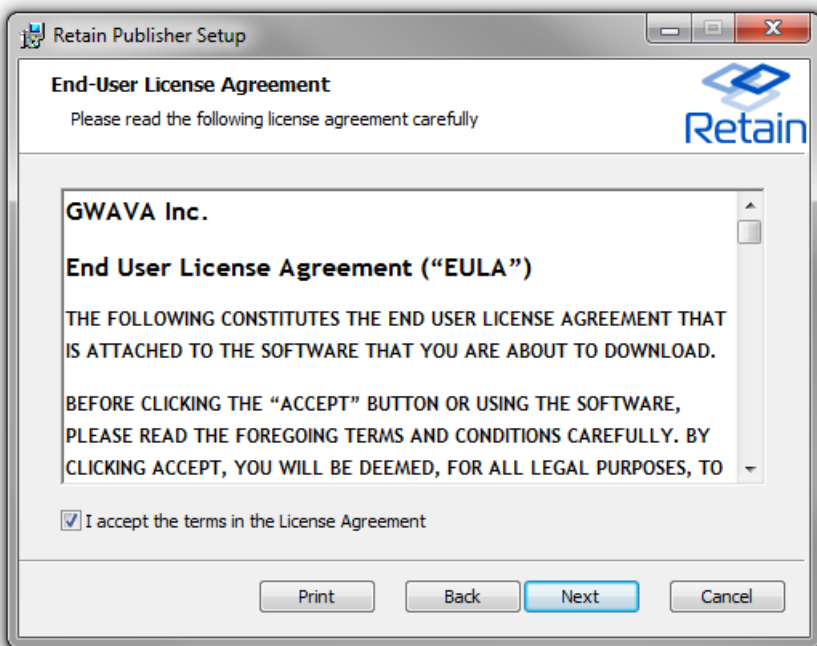 Retain Publisher Setup
End-User License Agreement
Please read the following license agreement carefully
Retain
GWAVA Inc.
End User License Agreement (“EULA”)
THE FOLLOWING CONSTITUTES THE END USER LICENSE AGREEMENT THAT
IS ATTACHED TO THE SOFTWARE THAT YOU ARE ABOUT TO DOWNLOAD.
BEFORE CLICKING THE “ACCEPT” BUTTON OR USING THE SOFTWARE,
PLEASE READ THE FOREGOING TERMS AND CONDITIONS CAREFULLY. BY
CLICKING ACCEPT, YOU WILL BE DEEMED, FOR ALL LEGAL PURPOSES, TO
I accept the terms in the License Agreement
Print Back Next Cancel